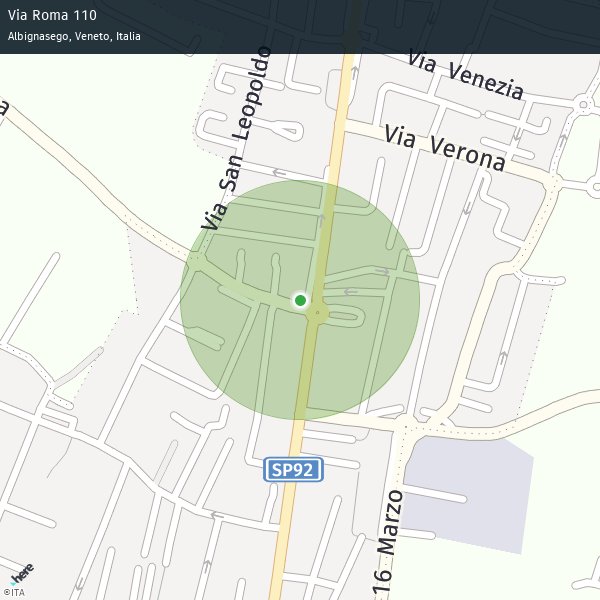 Via Roma 110
Albignasego, Veneto, Italia
Via Venezia
Via San Leopoldo
Via Verona
SP92
16 Marzo
here
©ITA